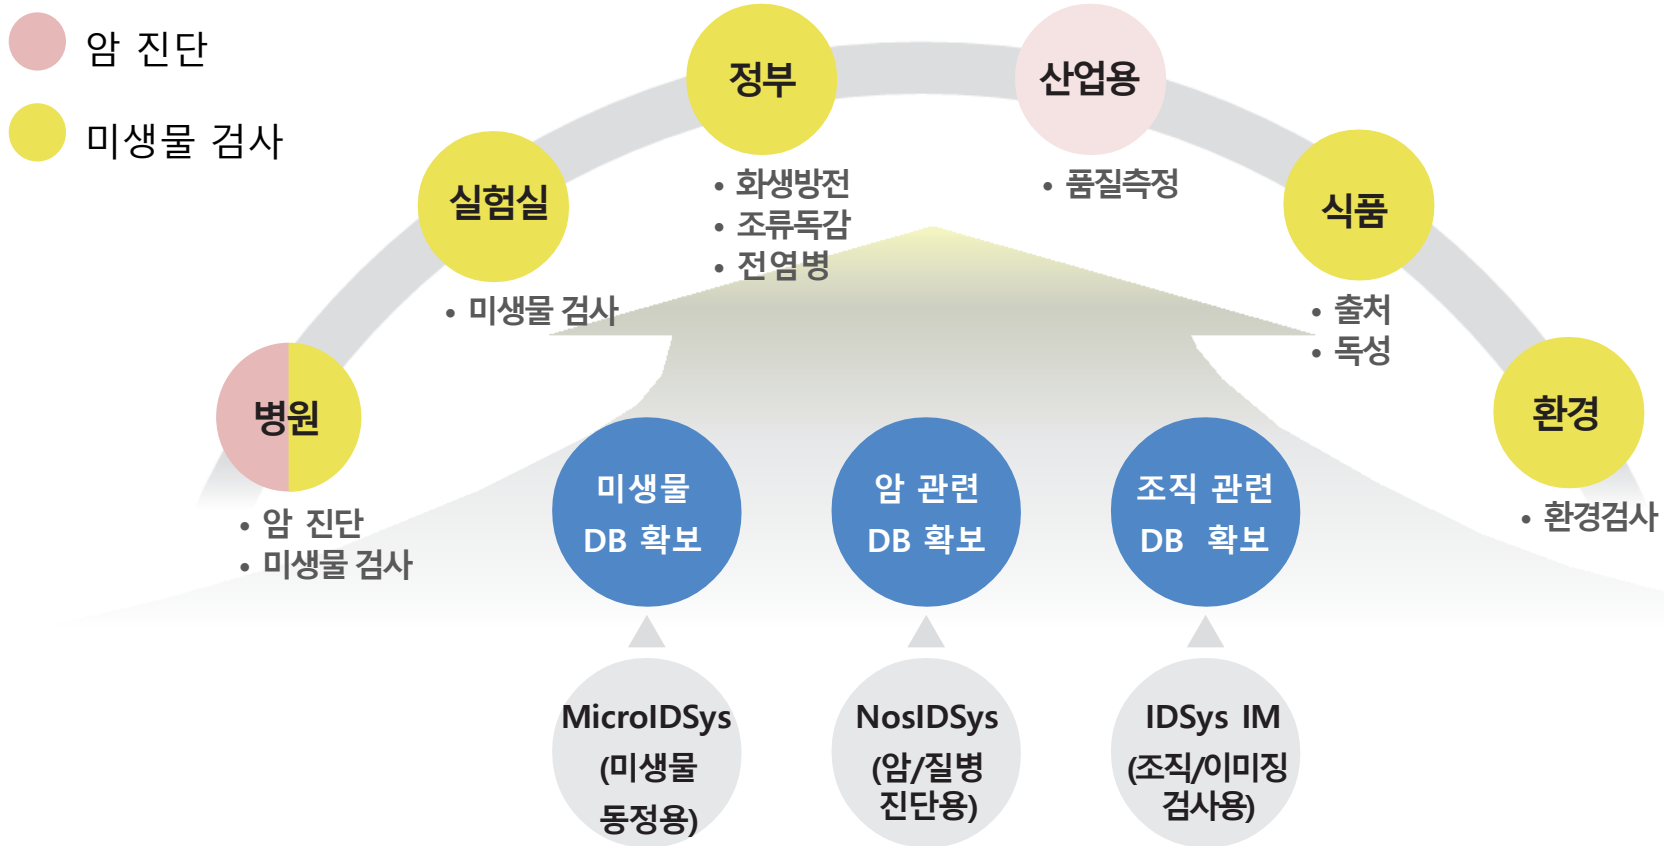 암 진단
미생물 검사
정부
• 화생방전
• 조류독감
• 전염병
산업용
• 품질측정
실험실
• 미생물 검사
식품
• 출처
• 독성
병원
• 암 진단
• 미생물 검사
환경
• 환경검사
미생물
DB 확보
암 관련
DB 확보
조직 관련
DB 확보
MicroIDSys
(미생물
동정용)
NosIDSys
(암/질병
진단용)
IDSys IM
(조직/이미징
검사용)